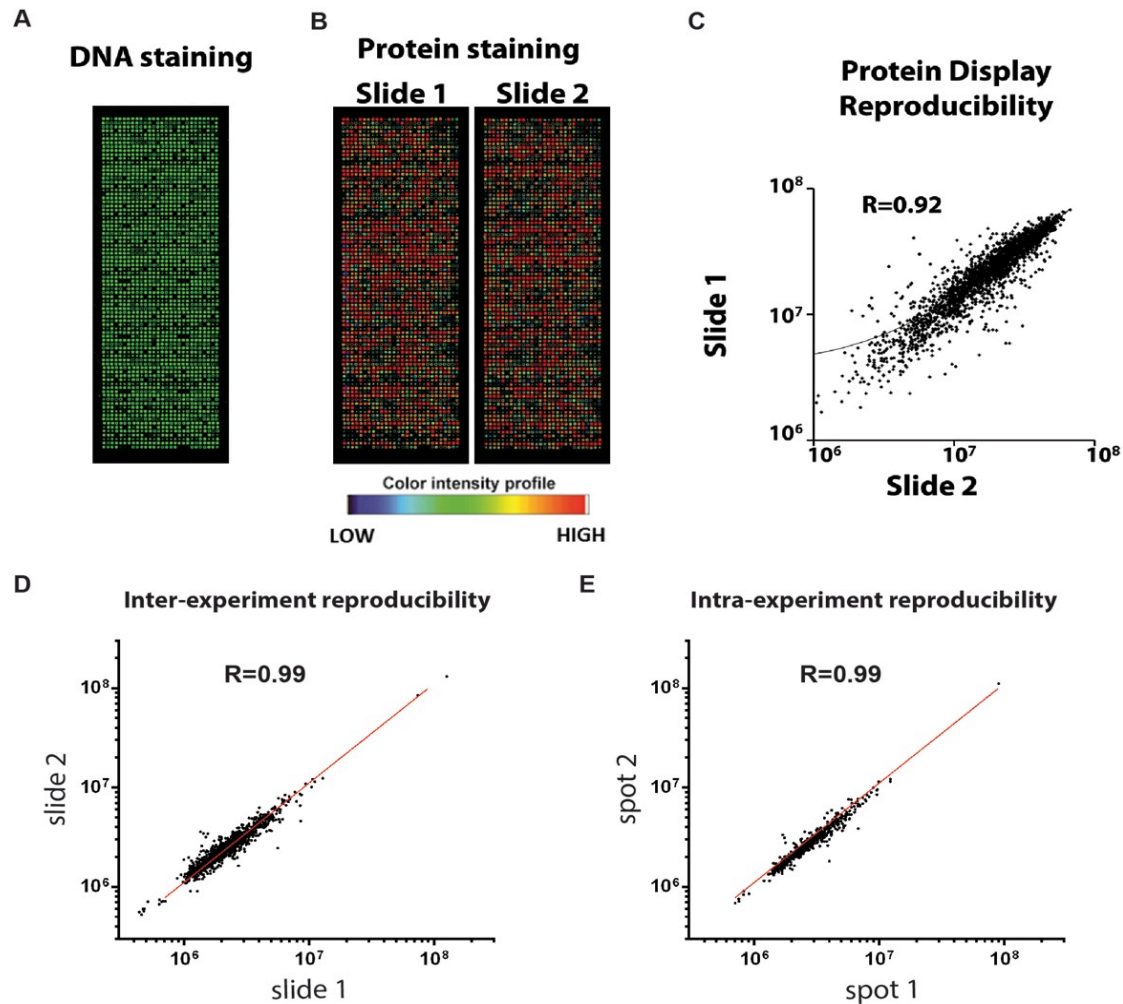 A
DNA staining
B
Protein staining
Slide 1 Slide 2
Color intensity profile
LOW HIGH
C
Protein Display
Reproducibility
10⁸
R=0.92
10⁷
10⁶
Slide 1
10⁶ 10⁷ 10⁸
Slide 2
D
Inter-experiment reproducibility
R=0.99
10⁸
10⁷
10⁶
slide 2
10⁶ 10⁷ 10⁸
slide 1
E
Intra-experiment reproducibility
R=0.99
10⁸
10⁷
10⁶
spot 2
10⁶ 10⁷ 10⁸
spot 1